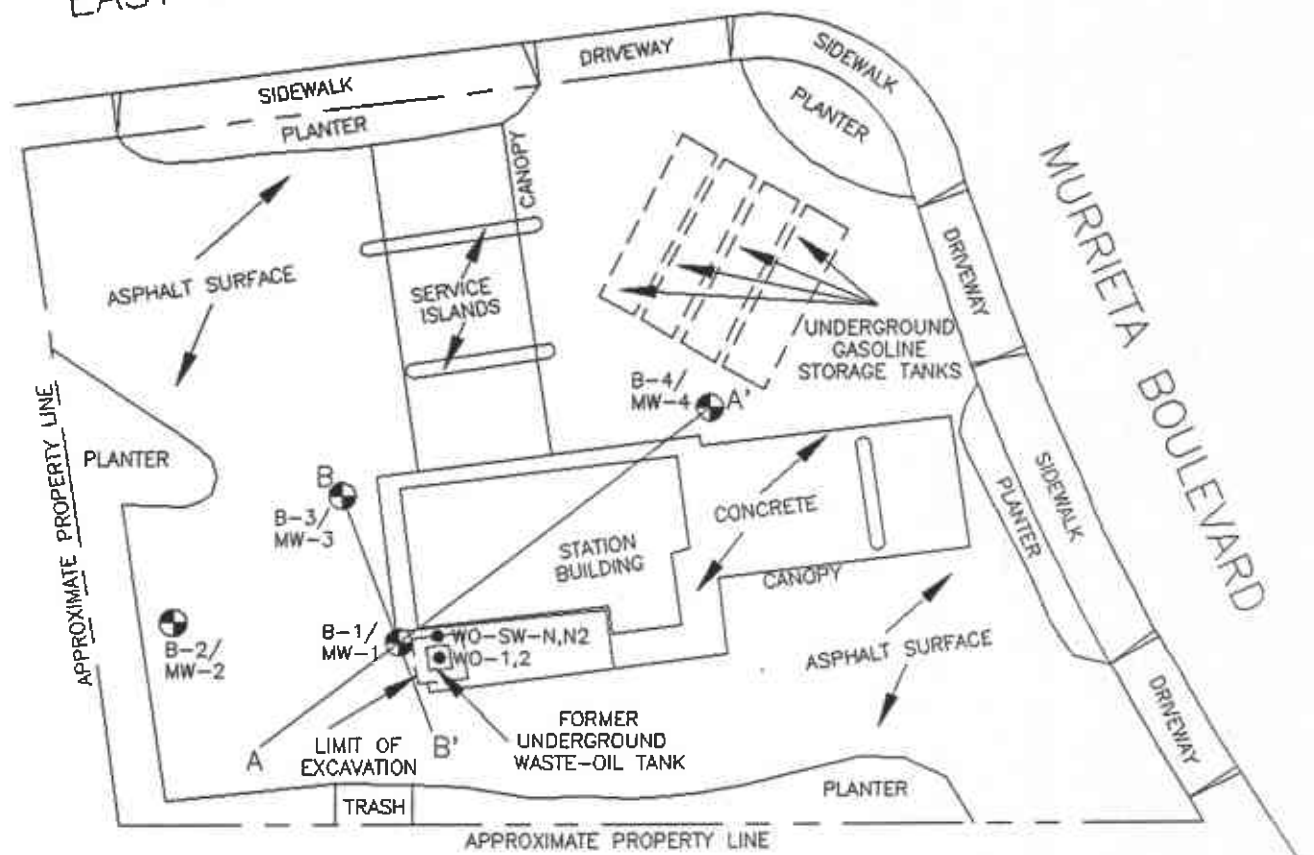 EAST
DRIVEWAY
SIDEWALK
SIDEWALK
PLANTER
PLANTER
CANOPY
MURRIETA BOULEVARD
ASPHALT SURFACE
SERVICE
ISLANDS
DRIVEWAY
UNDERGROUND
GASOLINE
STORAGE TANKS
B-4/
MW-4
A'
APPROXIMATE PROPERTY LINE
PLANTER
B
B-3/
MW-3
CONCRETE
STATION
BUILDING
CANOPY
PLANTER
SIDEWALK
B-1/
MW-1
WO-SW-N,N2
WO-1,2
B-2/
MW-2
ASPHALT SURFACE
DRIVEWAY
A
LIMIT OF
EXCAVATION
B'
FORMER
UNDERGROUND
WASTE-OIL TANK
TRASH
PLANTER
APPROXIMATE PROPERTY LINE